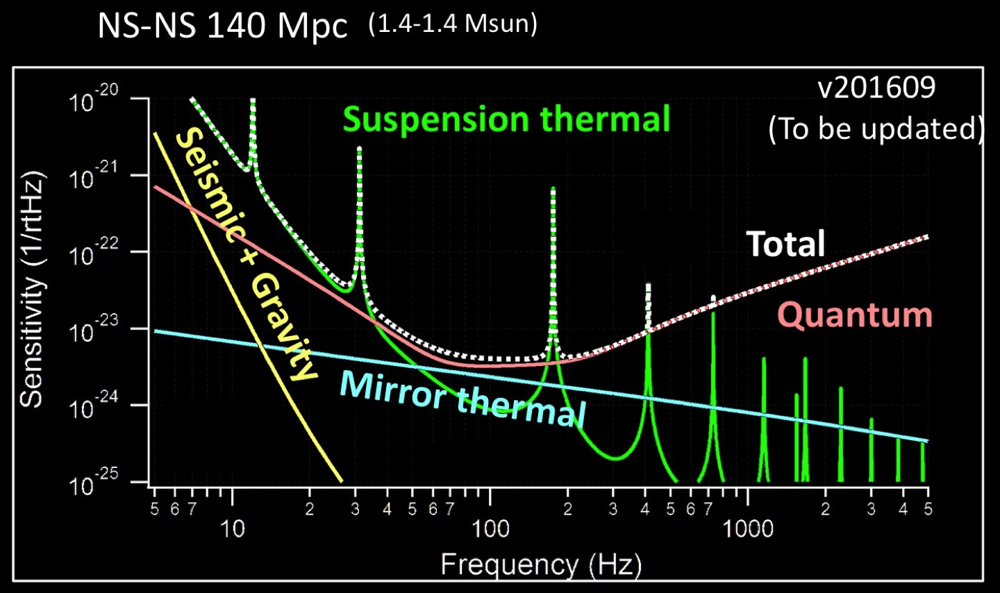 NS-NS 140 Mpc (1.4-1.4 Msun)
v201609
(To be updated)
Suspension thermal
Seismic + Gravity
Total
Quantum
Mirror thermal
Sensitivity (1/rtHz)
10-20
10-21
10-22
10-23
10-24
10-25
5 6 7 2 3 4 5 6 7 2 3 4 5 6 7 2 3 4 5
10 100 1000
Frequency (Hz)